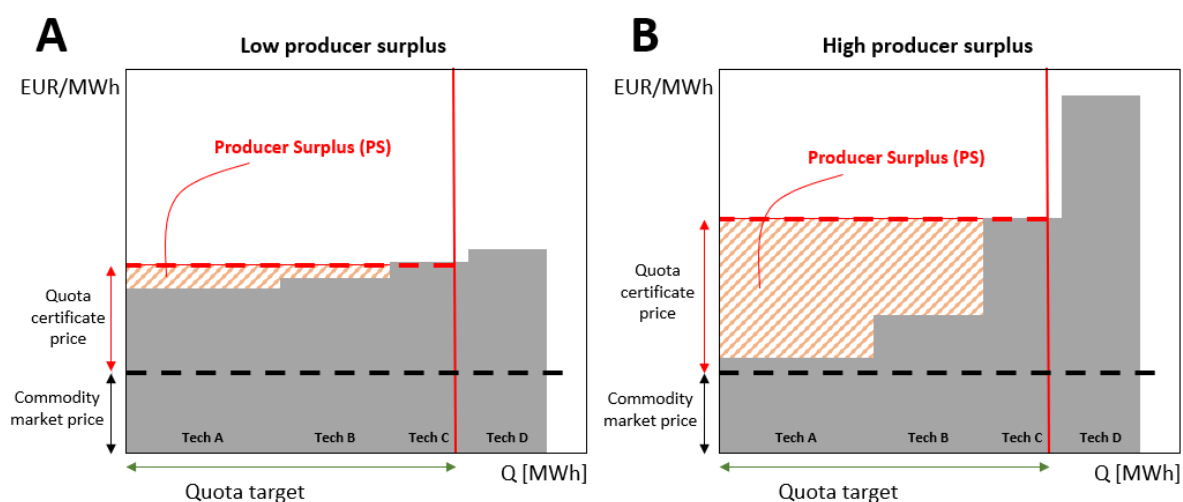 A
Low producer surplus
EUR/MWh
Producer Surplus (PS)
Quota
certificate
price
Commodity
market price
Tech A
Tech B
Tech C
Tech D
Q [MWh]
Quota target
B
High producer surplus
EUR/MWh
Producer Surplus (PS)
Quota
certificate
price
Commodity
market price
Tech A
Tech B
Tech C
Tech D
Q [MWh]
Quota target